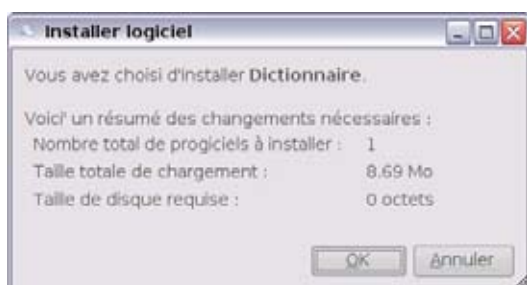 Installer logiciel
Vous avez choisi d'installer Dictionnaire.
Voici un résumé des changements nécessaires :
Nombre total de progiciels à installer : 1
Taille totale de chargement : 8.69 Mo
Taille de disque requise : 0 octets
OK Annuler